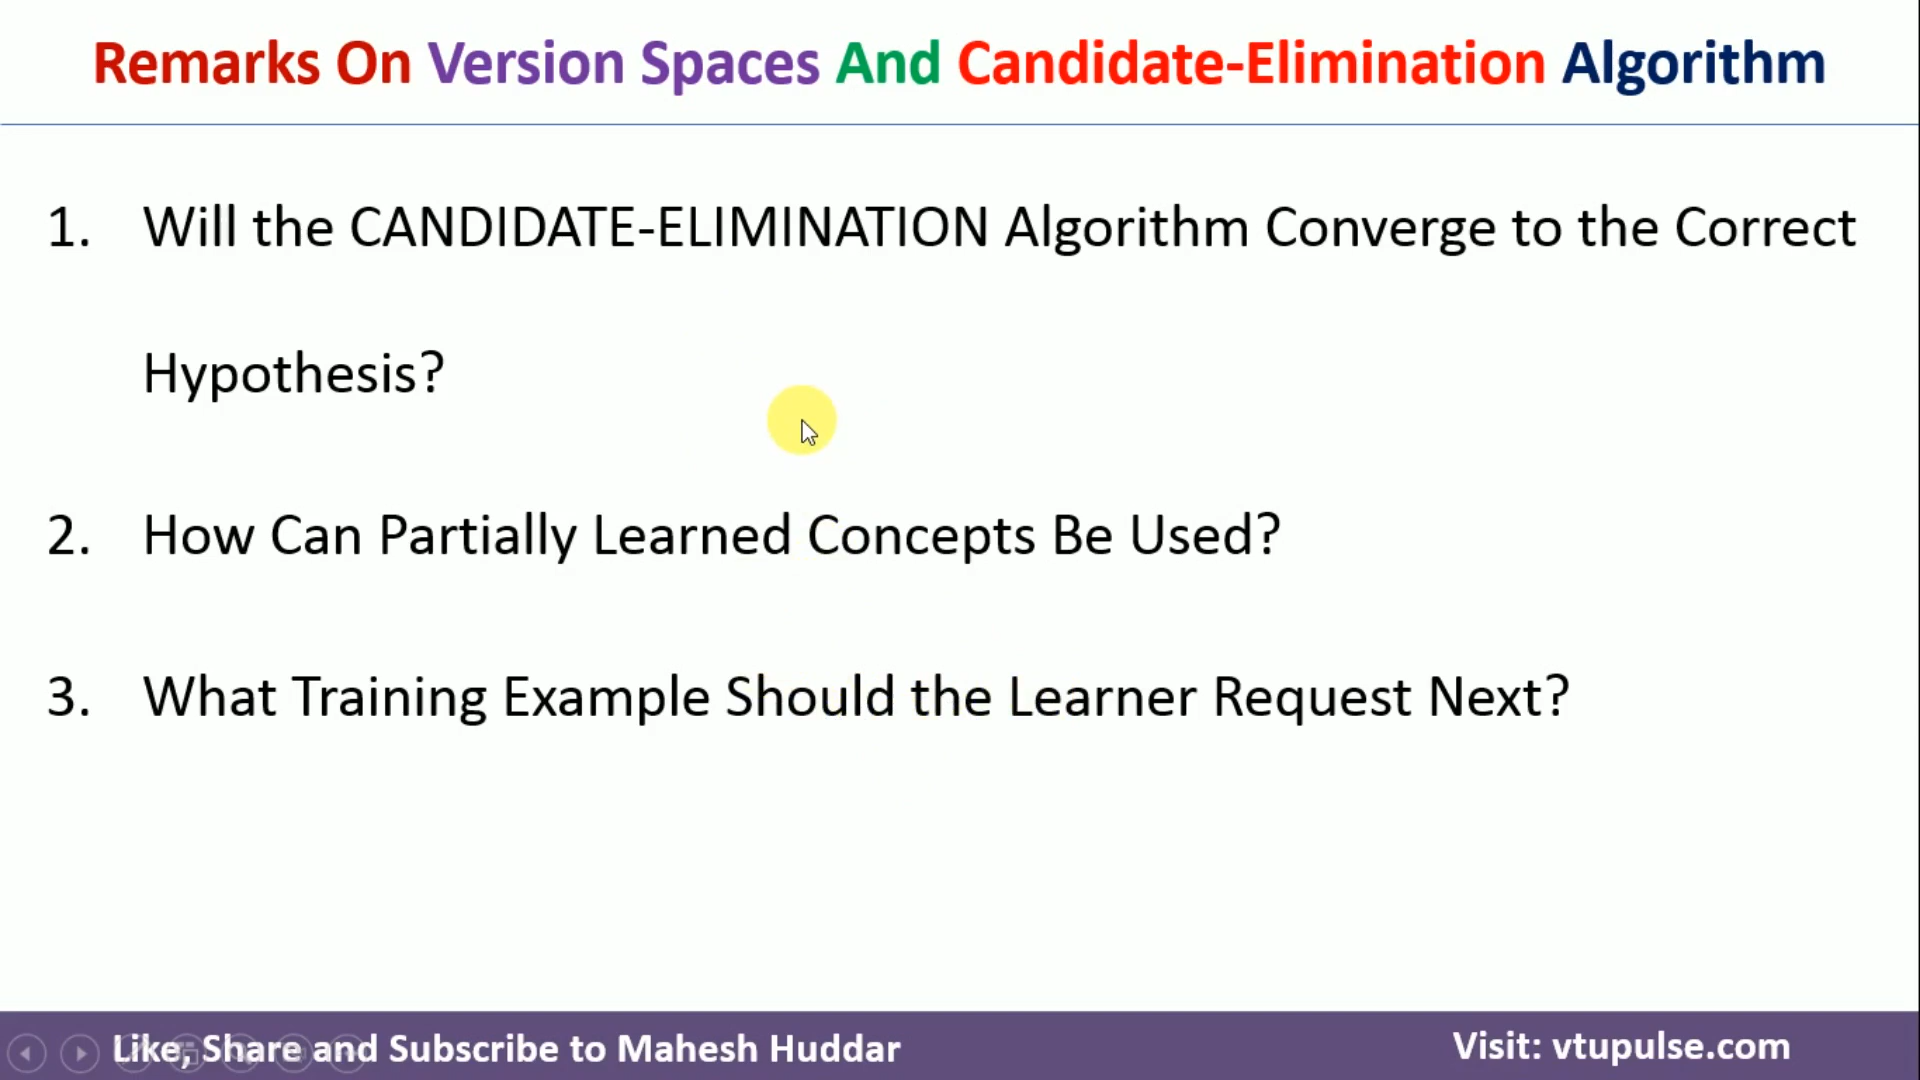 Remarks On Version Spaces And Candidate-Elimination Algorithm
1. Will the CANDIDATE-ELIMINATION Algorithm Converge to the Correct
Hypothesis?
2. How Can Partially Learned Concepts Be Used?
3. What Training Example Should the Learner Request Next?
Like, Share and Subscribe to Mahesh Huddar
Visit: vtupulse.com